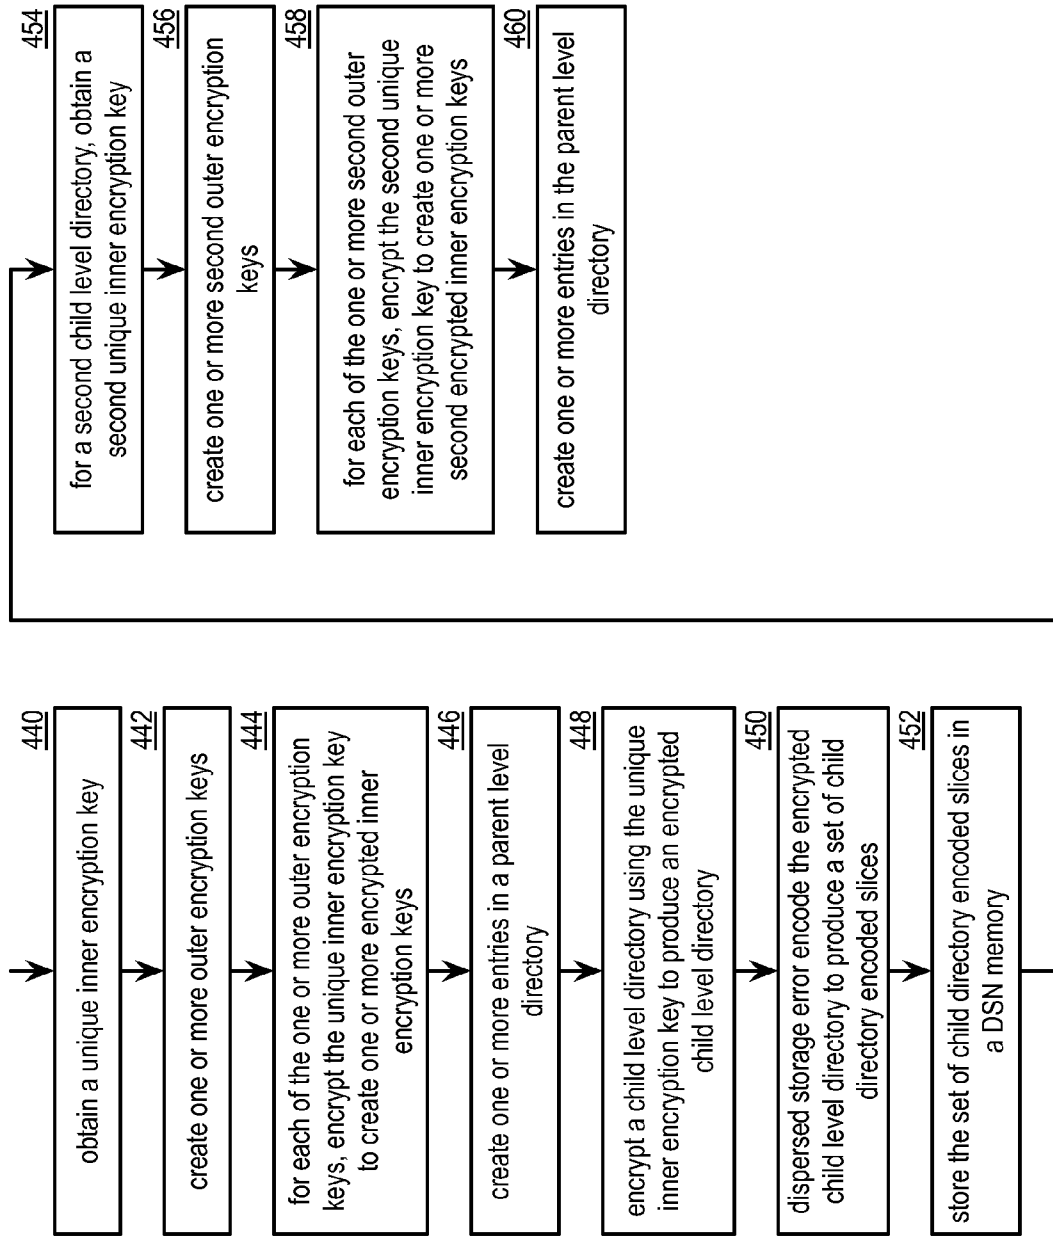 440
obtain a unique inner encryption key
442
create one or more outer encryption keys
444
for each of the one or more outer encryption
keys, encrypt the unique inner encryption key
to create one or more encrypted inner
encryption keys
446
create one or more entries in a parent level
directory
448
encrypt a child level directory using the unique
inner encryption key to produce an encrypted
child level directory
450
dispersed storage error encode the encrypted
child level directory to produce a set of child
directory encoded slices
452
store the set of child directory encoded slices in
a DSN memory
454
for a second child level directory, obtain a
second unique inner encryption key
456
create one or more second outer encryption
keys
458
for each of the one or more second outer
encryption keys, encrypt the second unique
inner encryption key to create one or more
second encrypted inner encryption keys
460
create one or more entries in the parent level
directory